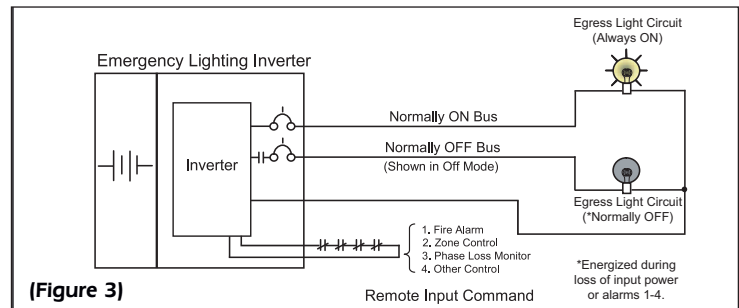 Egress Light Circuit
(Always ON)
Emergency Lighting Inverter
Normally ON Bus
Inverter
Normally OFF Bus
(Shown in Off Mode)
Egress Light Circuit
(*Normally OFF)
1. Fire Alarm
2. Zone Control
3. Phase Loss Monitor
4. Other Control
*Energized during
loss of input power
or alarms 1-4.
(Figure 3)
Remote Input Command